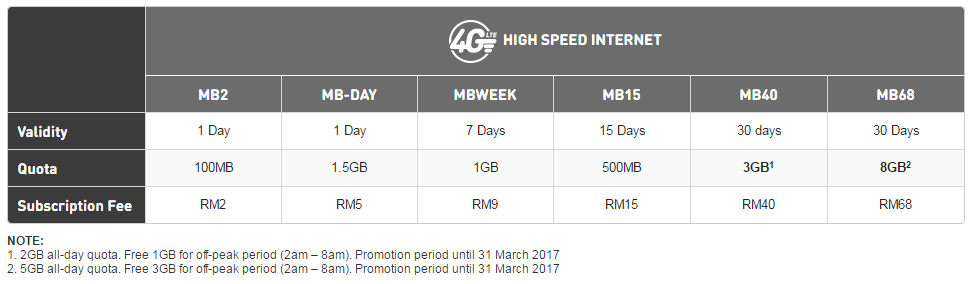 4G LTE HIGH SPEED INTERNET
MB2 MB-DAY MBWEEK MB15 MB40 MB68
Validity 1 Day 1 Day 7 Days 15 Days 30 days 30 Days
Quota 100MB 1.5GB 1GB 500MB 3GB¹ 8GB²
Subscription Fee RM2 RM5 RM9 RM15 RM40 RM68
NOTE:
1. 2GB all-day quota. Free 1GB for off-peak period (2am – 8am). Promotion period until 31 March 2017
2. 5GB all-day quota. Free 3GB for off-peak period (2am – 8am). Promotion period until 31 March 2017